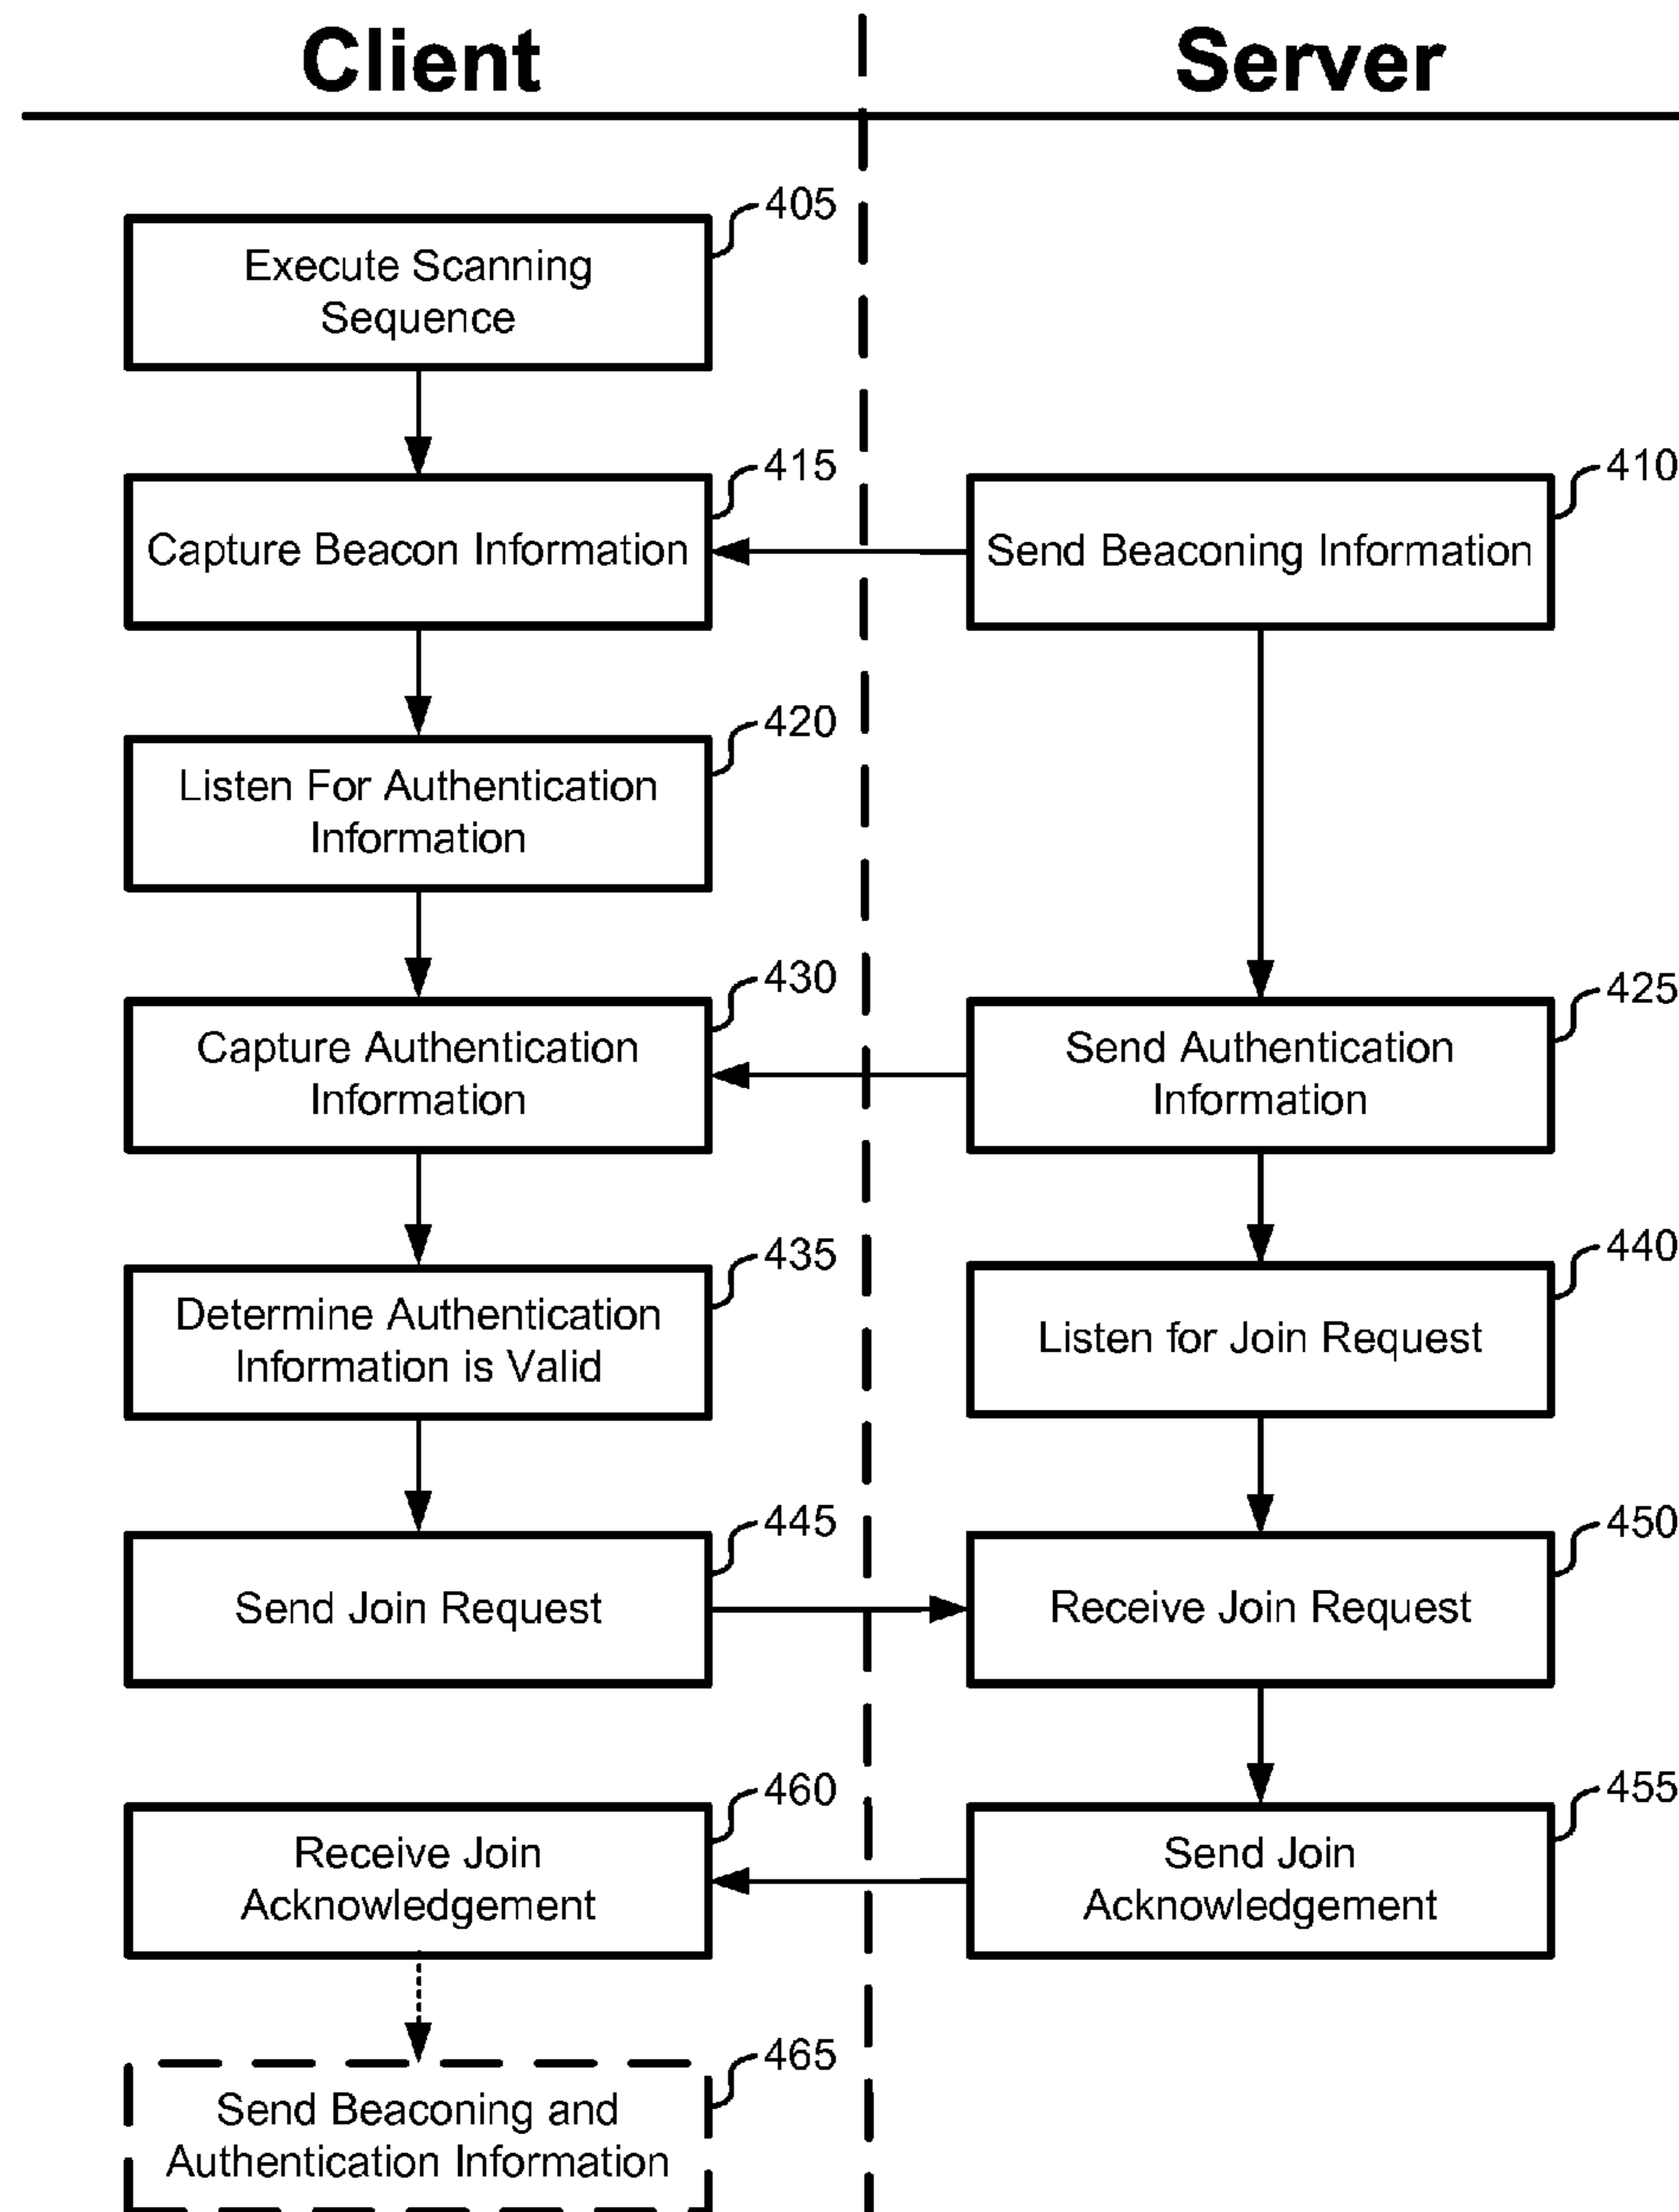 Client
Server
405
Execute Scanning
Sequence
415
Capture Beacon Information
410
Send Beaconing Information
420
Listen For Authentication
Information
430
Capture Authentication
Information
425
Send Authentication
Information
435
Determine Authentication
Information is Valid
440
Listen for Join Request
445
Send Join Request
450
Receive Join Request
460
Receive Join
Acknowledgement
455
Send Join
Acknowledgement
465
Send Beaconing and
Authentication Information